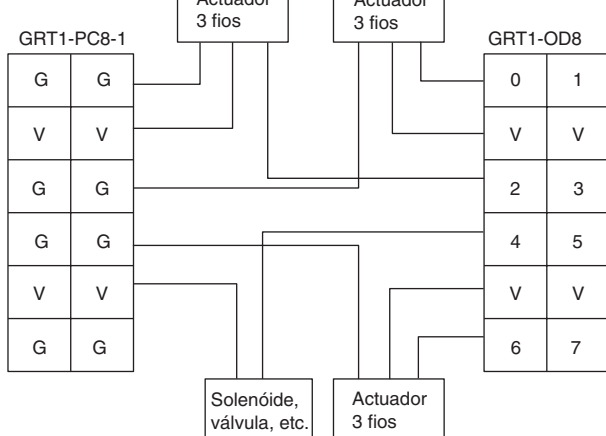 Actuador
3 fios
Actuador
3 fios
GRT1-PC8-1
GRT1-OD8
G G
0 1
V V
V V
G G
2 3
G G
4 5
V V
V V
G G
6 7
Solenóide,
válvula, etc.
Actuador
3 fios